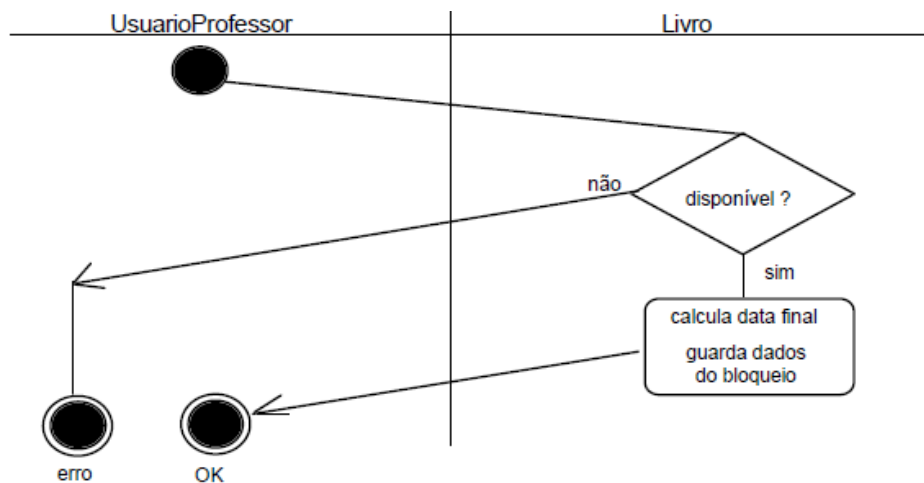 UsuarioProfessor
Livro
não
disponível ?
sim
calcula data final
guarda dados
do bloqueio
erro
OK